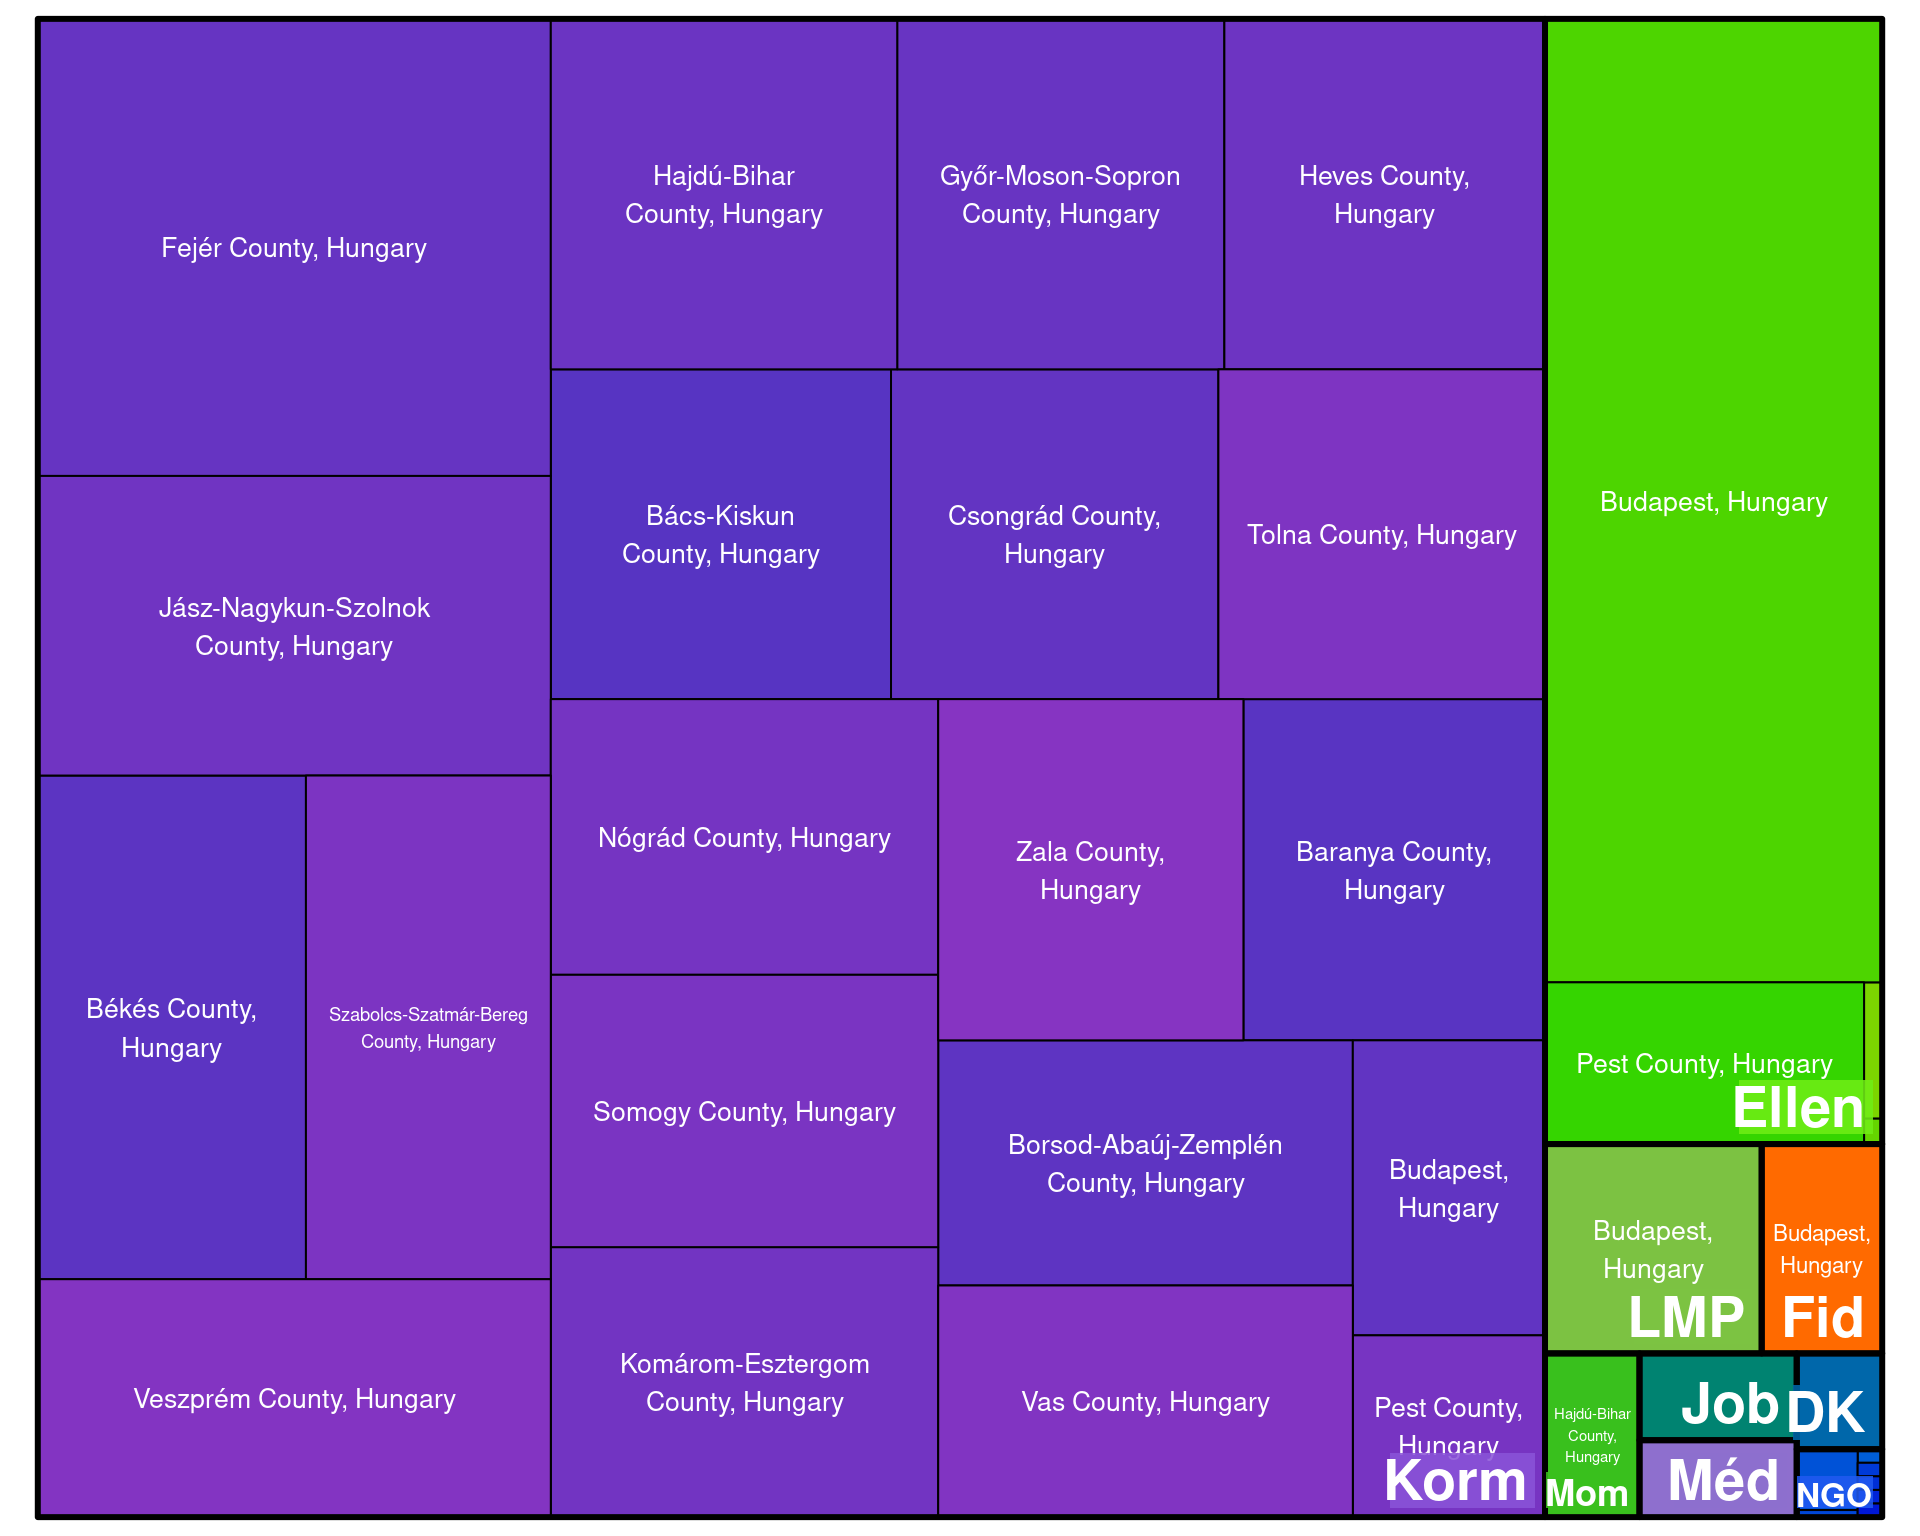 Fejér County, Hungary
Hajdú-Bihar
County, Hungary
Győr-Moson-Sopron
County, Hungary
Heves County,
Hungary
Budapest, Hungary
Jász-Nagykun-Szolnok
County, Hungary
Bács-Kiskun
County, Hungary
Csongrád County,
Hungary
Tolna County, Hungary
Nógrád County, Hungary
Zala County,
Hungary
Baranya County,
Hungary
Békés County,
Hungary
Szabolcs-Szatmár-Bereg
County, Hungary
Somogy County, Hungary
Borsod-Abaúj-Zemplén
County, Hungary
Budapest,
Hungary
Pest County, Hungary
Ellen
Budapest,
Hungary
LMP
Budapest,
Hungary
Fid
Veszprém County, Hungary
Komárom-Esztergom
County, Hungary
Vas County, Hungary
Pest County,
Hungary
Korm
Hajdú-Bihar
County,
Hungary
Mom
Job
DK
Méd
NGO